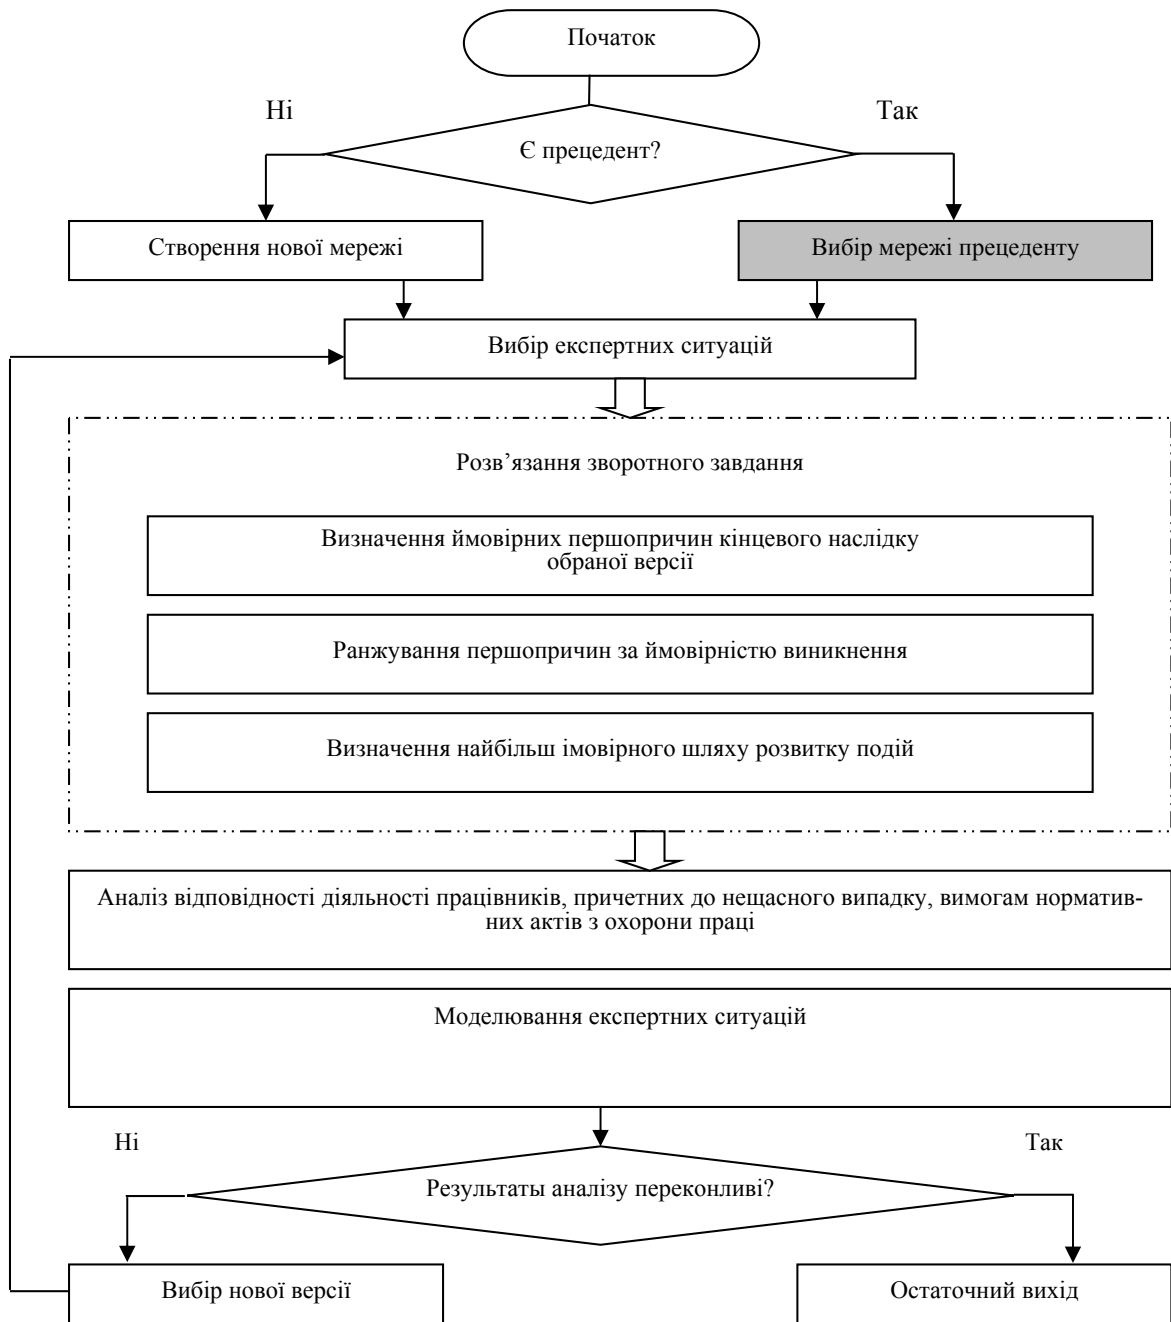 Початок
Ні
Так
Є прецедент?
Створення нової мережі
Вибір мережі прецеденту
Вибір експертних ситуацій
Розв’язання зворотного завдання
Визначення ймовірних першопричин кінцевого наслідку
обраної версії
Ранжування першопричин за ймовірністю виникнення
Визначення найбільш імовірного шляху розвитку подій
Аналіз відповідності діяльності працівників, причетних до нещасного випадку, вимогам норматив-
них актів з охорони праці
Моделювання експертних ситуацій
Ні
Так
Результаты аналізу переконливі?
Вибір нової версії
Остаточний вихід